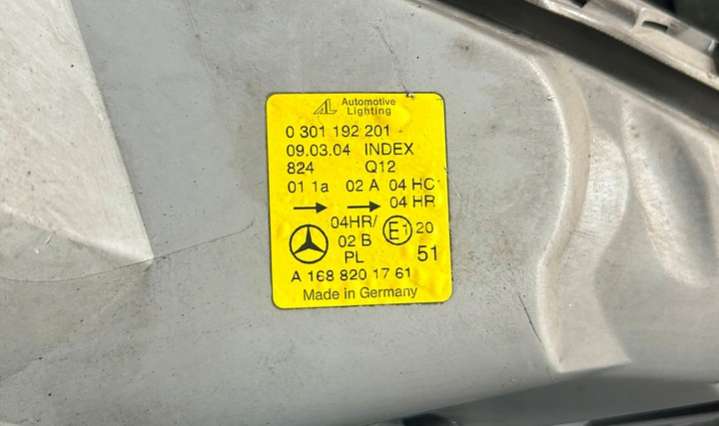 AL Automotive
Lighting
0 301 192 201
09.03.04 INDEX
824 Q12
01 1a 02 A 04 HC
→ → 04 HR
04HR/
02 B E1 20
PL 51
A 168 820 17 61
Made in Germany